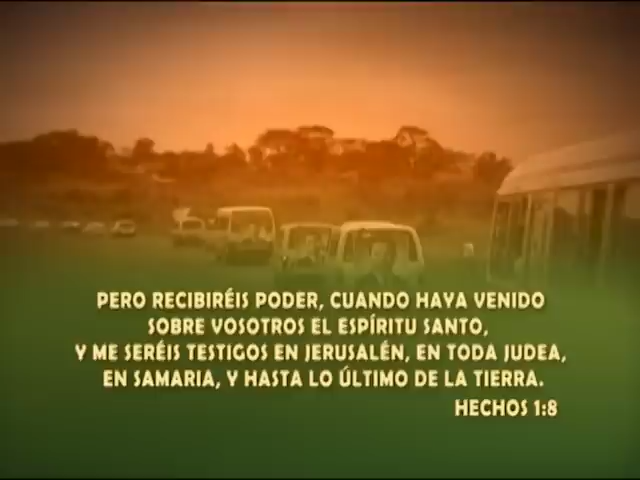 PERO RECIBIRÉIS PODER, CUANDO HAYA VENIDO
SOBRE VOSOTROS EL ESPÍRITU SANTO,
Y ME SERÉIS TESTIGOS EN JERUSALÉN, EN TODA JUDEA,
EN SAMARIA, Y HASTA LO ÚLTIMO DE LA TIERRA.
HECHOS 1:8